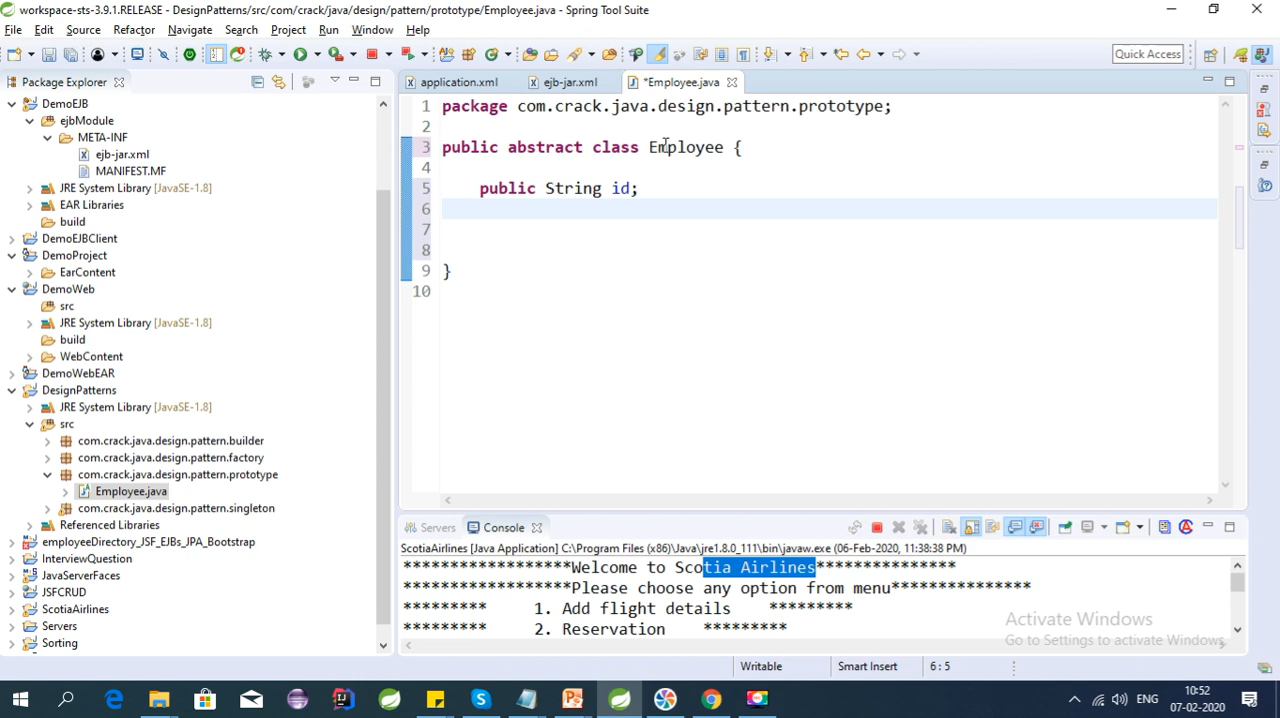 workspace-sts-3.9.1.RELEASE - DesignPatterns/src/com/crack/java/design/pattern/prototype/Employee.java - Spring Tool Suite
File Edit Source Refactor Navigate Search Project Run Window Help
Quick Access
Package Explorer
DemoEJB
ejbModule
META-INF
ejb-jar.xml
MANIFEST.MF
JRE System Library [JavaSE-1.8]
EAR Libraries
build
DemoEJBClient
DemoProject
EarContent
DemoWeb
src
JRE System Library [JavaSE-1.8]
build
WebContent
DemoWebEAR
DesignPatterns
JRE System Library [JavaSE-1.8]
src
com.crack.java.design.pattern.builder
com.crack.java.design.pattern.factory
com.crack.java.design.pattern.prototype
Employee.java
com.crack.java.design.pattern.singleton
Referenced Libraries
employeeDirectory_JSF_EJBs_JPA_Bootstrap
InterviewQuestion
JavaServerFaces
JSFCRUD
ScotiaAirlines
Servers
Sorting
application.xml ejb-jar.xml *Employee.java
1 package com.crack.java.design.pattern.prototype;
2
3 public abstract class Employee {
4
5 public String id;
6
7
8
9 }
10
Servers Console
ScotiaAirlines [Java Application] C:\Program Files (x86)\Java\jre1.8.0_111\bin\javaw.exe (06-Feb-2020, 11:38:38 PM)
******************Welcome to Scotia Airlines***************
******************Please choose any option from menu***************
********* 1. Add flight details *********
********* 2. Reservation *********
Activate Windows
Go to Settings to activate Windows.
Writable Smart Insert 6 : 5
ENG 10:52
07-02-2020